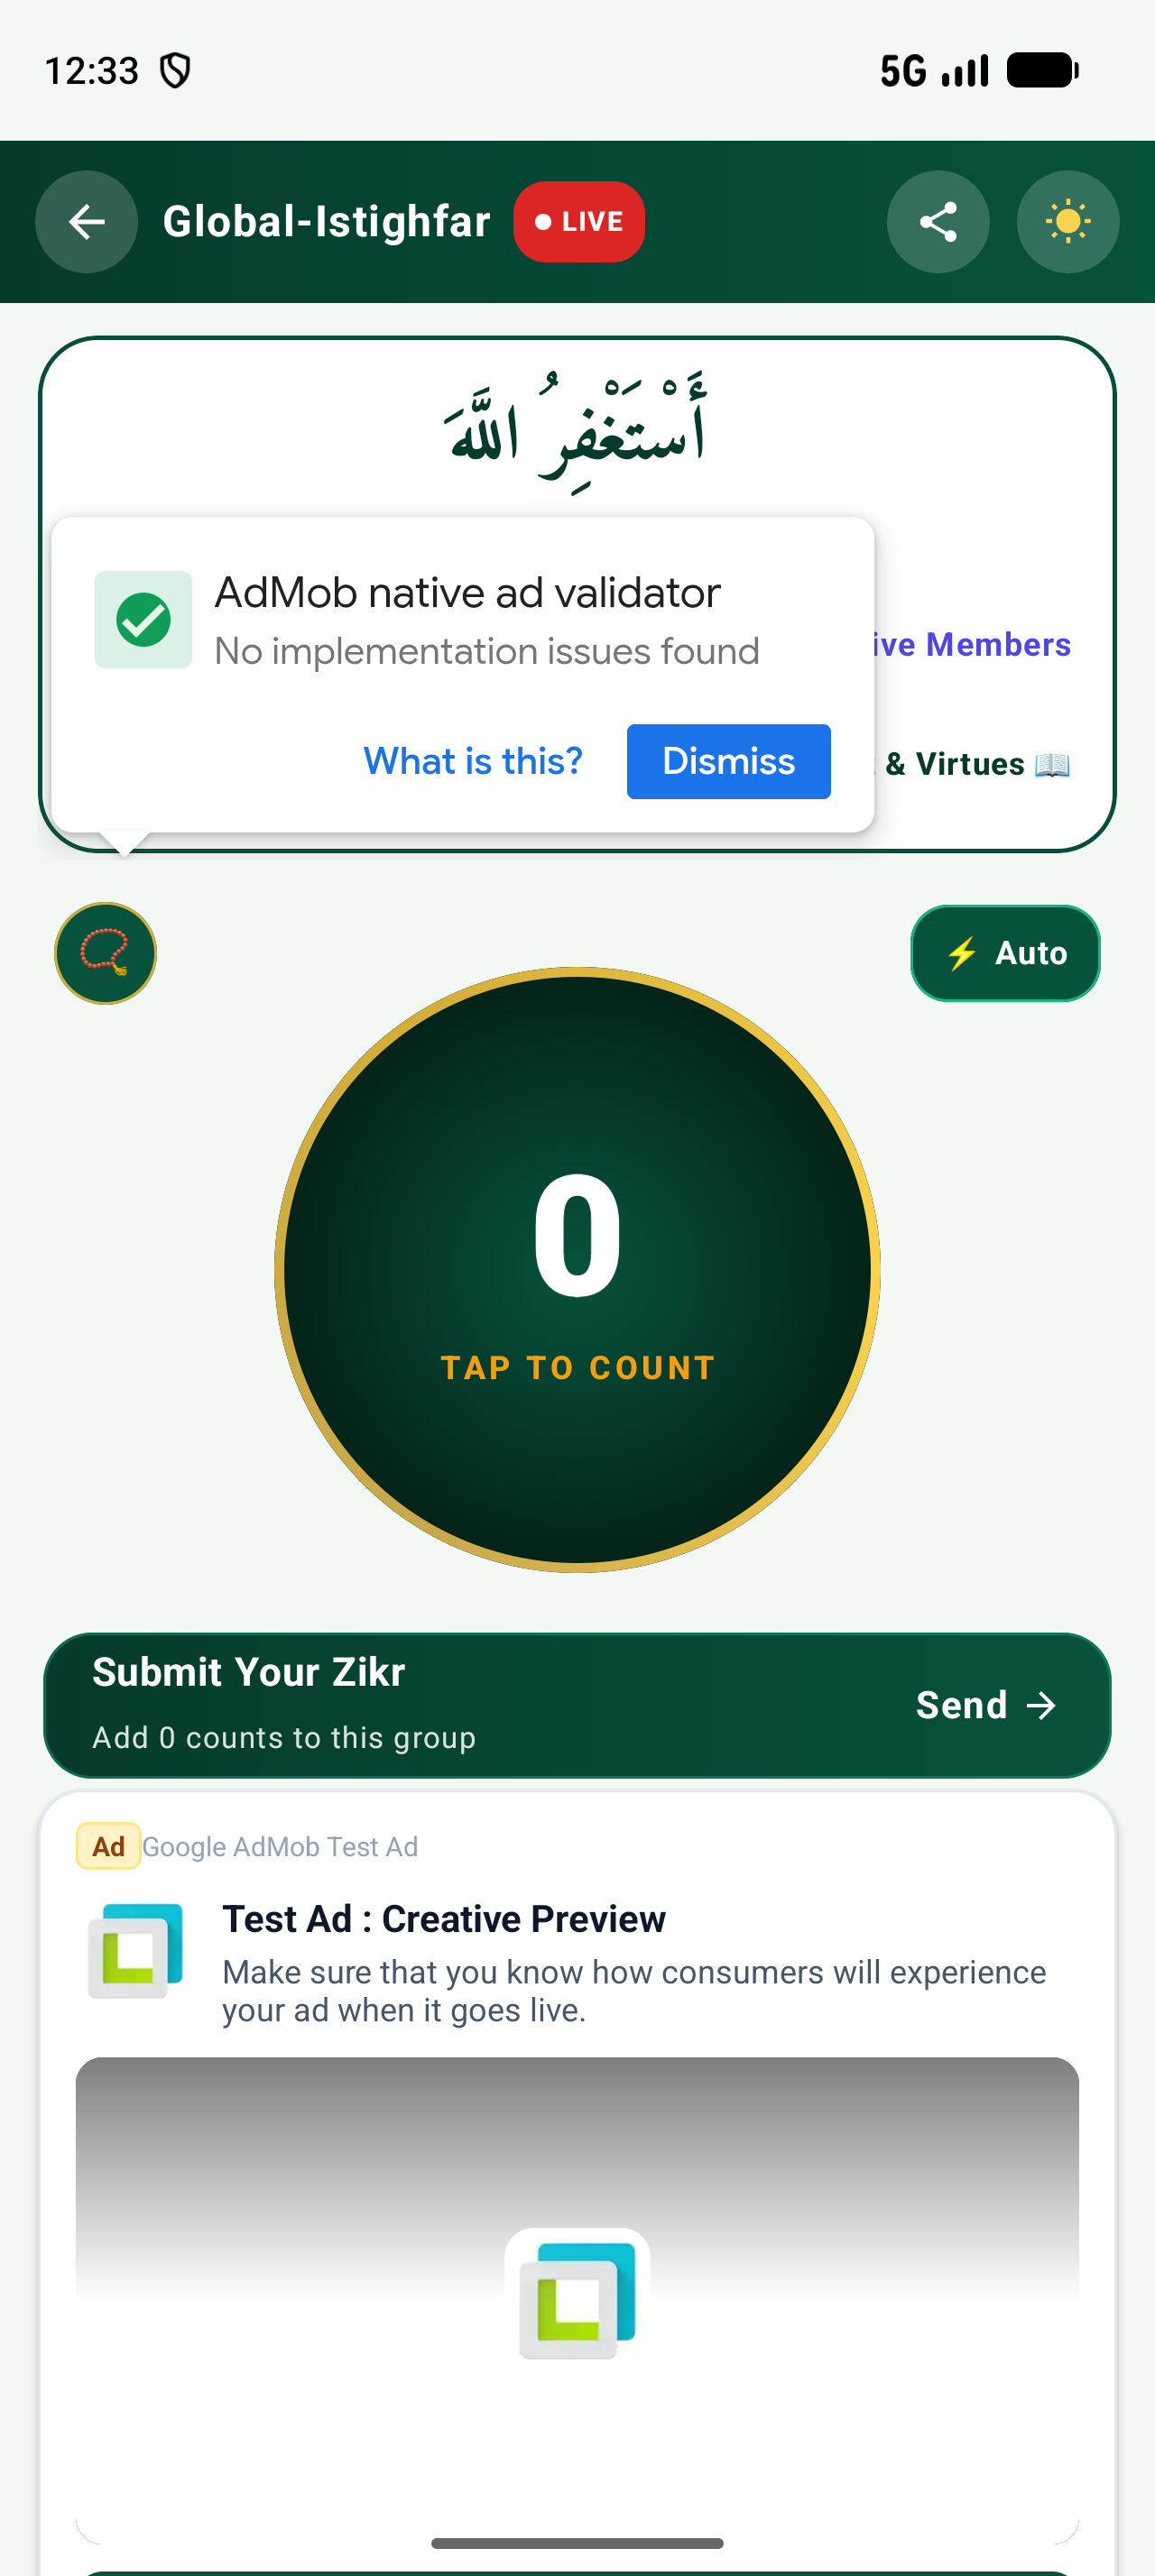 12:33
5G
Global-Istighfar
LIVE
أَسْتَغْفِرُ اللَّهَ
AdMob native ad validator
No implementation issues found
Members
What is this?
Dismiss
& Virtues 📖
⚡ Auto
0
TAP TO COUNT
Submit Your Zikr
Add 0 counts to this group
Send →
Ad
Google AdMob Test Ad
Test Ad : Creative Preview
Make sure that you know how consumers will experience
your ad when it goes live.